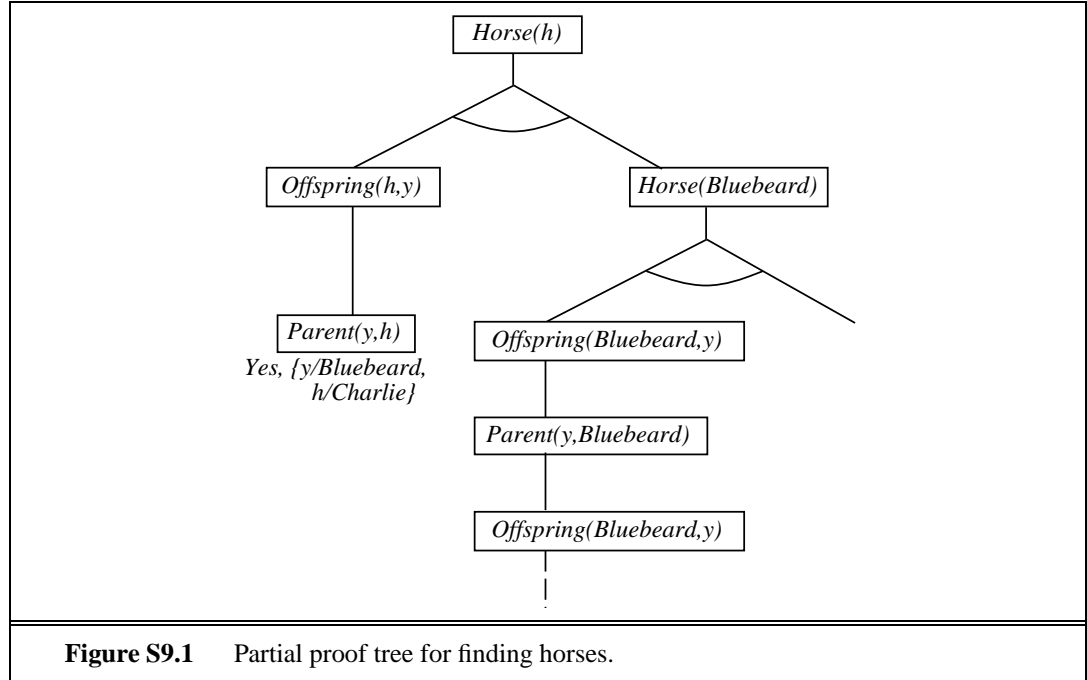 Horse(h)
Offspring(h,y)
Horse(Bluebeard)
Parent(y,h)
Yes, {y/Bluebeard,
h/Charlie}
Offspring(Bluebeard,y)
Parent(y,Bluebeard)
Offspring(Bluebeard,y)
Figure S9.1 Partial proof tree for finding horses.